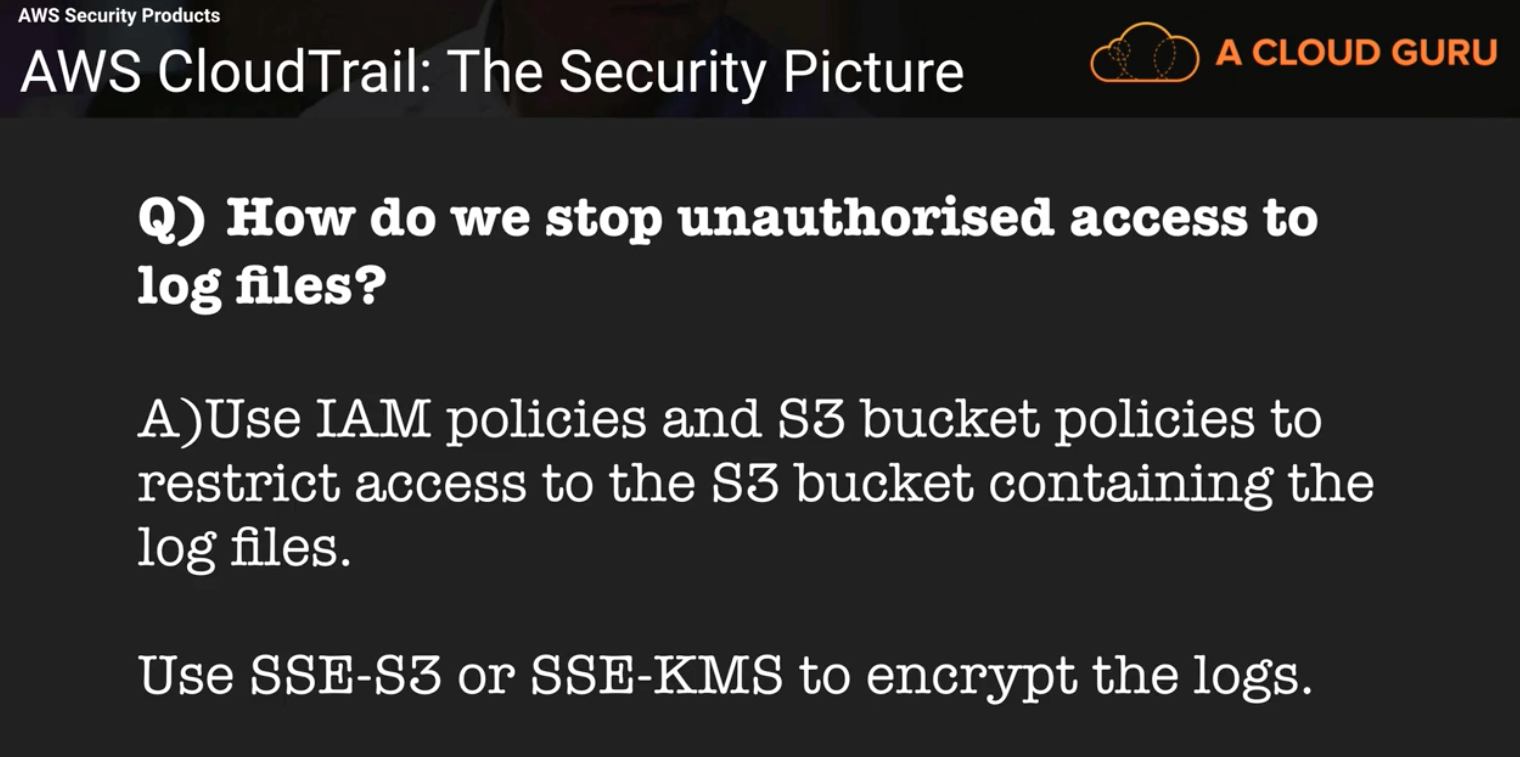 AWS Security Products
AWS CloudTrail: The Security Picture
A CLOUD GURU
Q) How do we stop unauthorised access to
log files?
A)Use IAM policies and S3 bucket policies to
restrict access to the S3 bucket containing the
log files.
Use SSE-S3 or SSE-KMS to encrypt the logs.